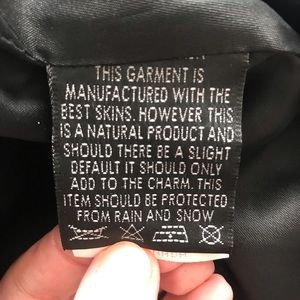 THIS GARMENT IS
MANUFACTURED WITH THE
BEST SKINS. HOWEVER THIS
IS A NATURAL PRODUCT AND
SHOULD THERE BE A SLIGHT
DEFAULT IT SHOULD ONLY
ADD TO THE CHARM. THIS
ITEM SHOULD BE PROTECTED
FROM RAIN AND SNOW